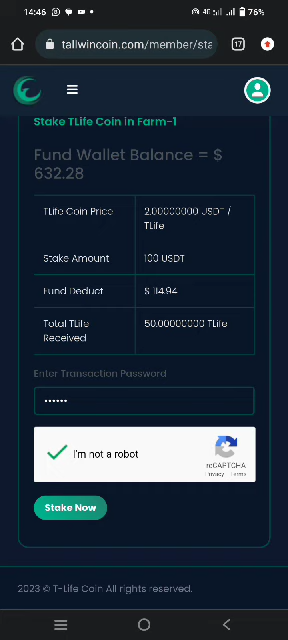 14:46
4G
76%
tallwincoin.com/member/sta
17
Stake TLife Coin in Farm-1
Fund Wallet Balance = $
632.28
TLife Coin Price
2.00000000 USDT /
TLife
Stake Amount
100 USDT
Fund Deduct
$ 114.94
Total TLife
Received
50.00000000 TLife
Enter Transaction Password
••••••
I'm not a robot
reCAPTCHA
Privacy - Terms
Stake Now
2023 © T-Life Coin All rights reserved.